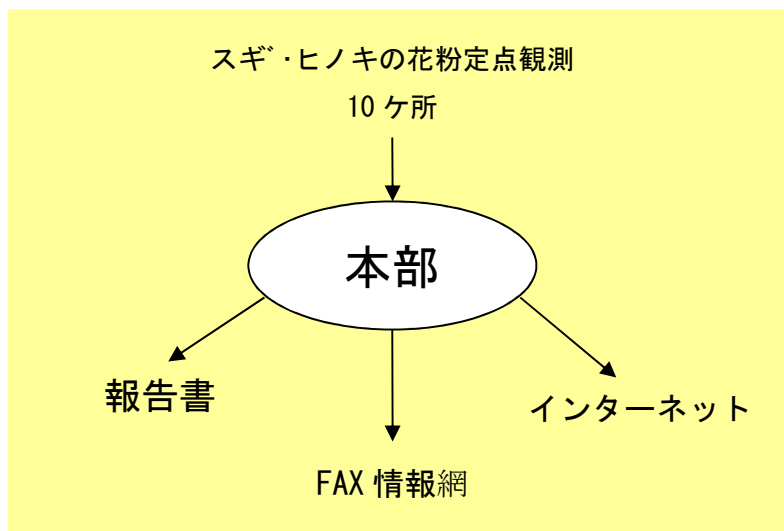 スギ・ヒノキの花粉定点観測
10ケ所
本部
報告書
インターネット
FAX情報網